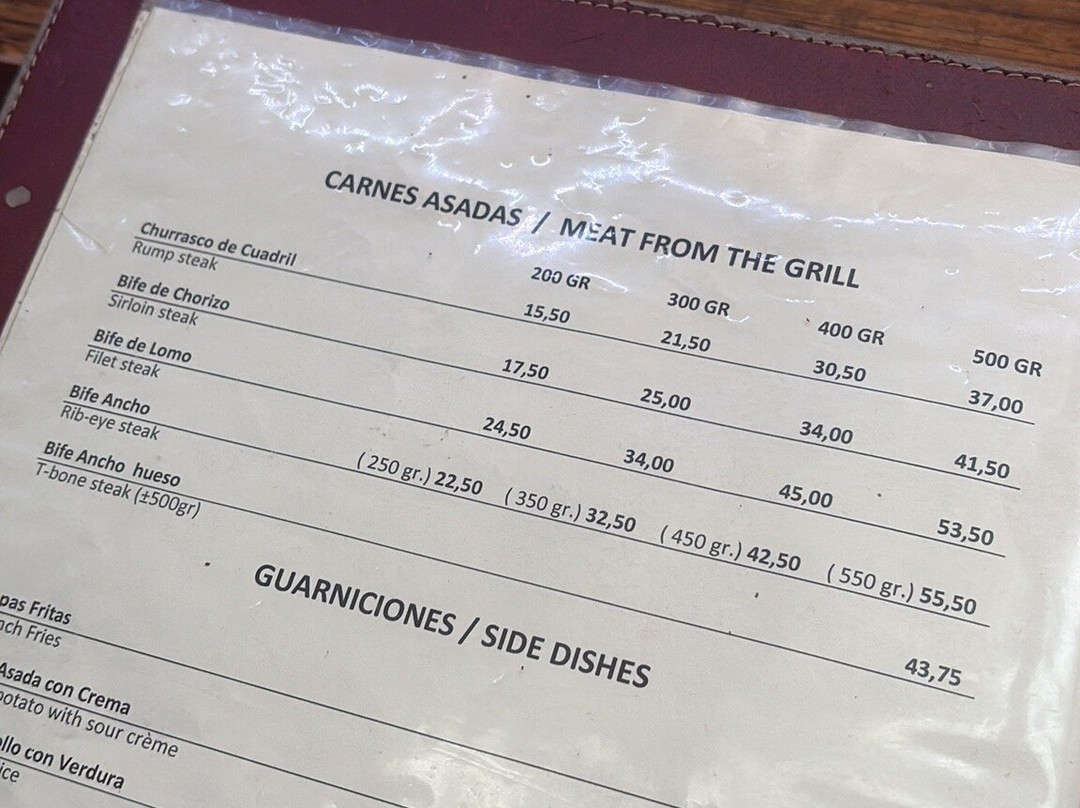 CARNES ASADAS / MEAT FROM THE GRILL
200 GR 300 GR 400 GR 500 GR
Churrasco de Cuadril 15,50 21,50 30,50 37,00
Rump steak
Bife de Chorizo 17,50 25,00 34,00 41,50
Sirloin steak
Bife de Lomo 24,50 34,00 45,00 53,50
Filet steak
Bife Ancho (250 gr.) 22,50 (350 gr.) 32,50 (450 gr.) 42,50 (550 gr.) 55,50
Rib-eye steak
Bife Ancho hueso 43,75
T-bone steak (±500gr)
GUARNICIONES / SIDE DISHES
Fritas
Fries
Asada con Crema
potato with sour crème
con Verdura